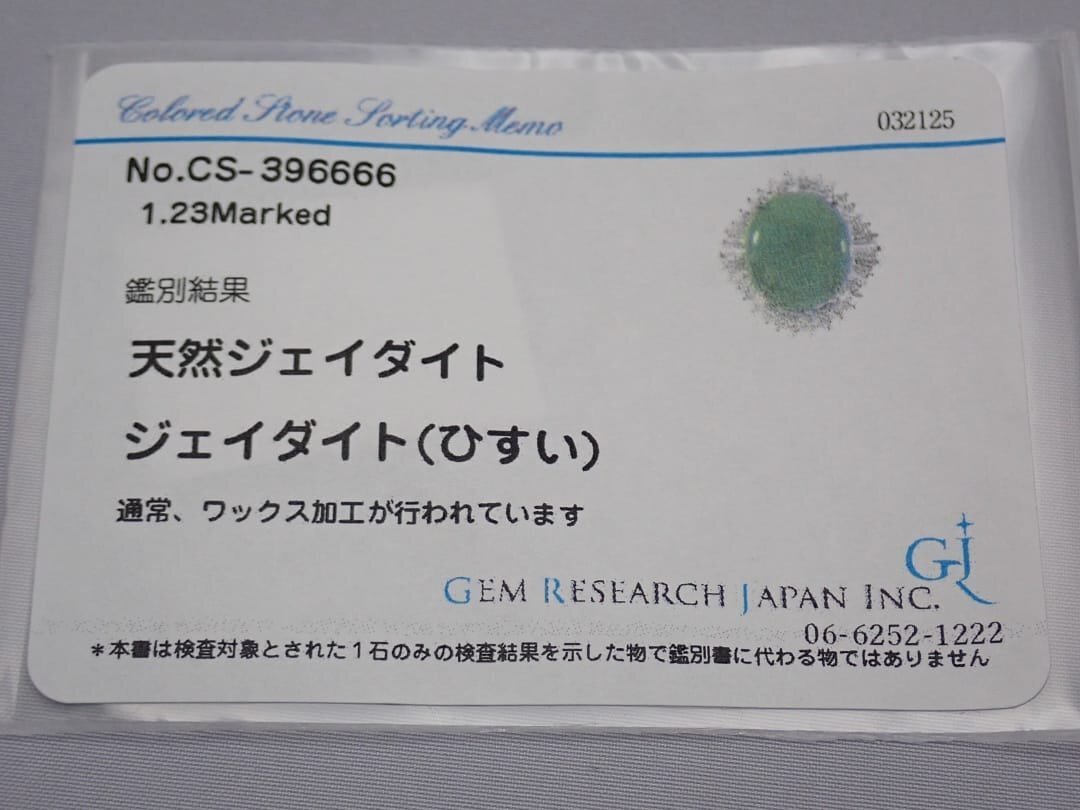 Colored Stone Sorting Memo
032125
No.CS-396666
1.23Marked
鑑別結果
天然ジェイダイト
ジェイダイト(ひすい)
通常、ワックス加工が行われています
GJ
GEM RESEARCH JAPAN INC.
06-6252-1222
*本書は検査対象とされた1石のみの検査結果を示した物で鑑別書に代わる物ではありません